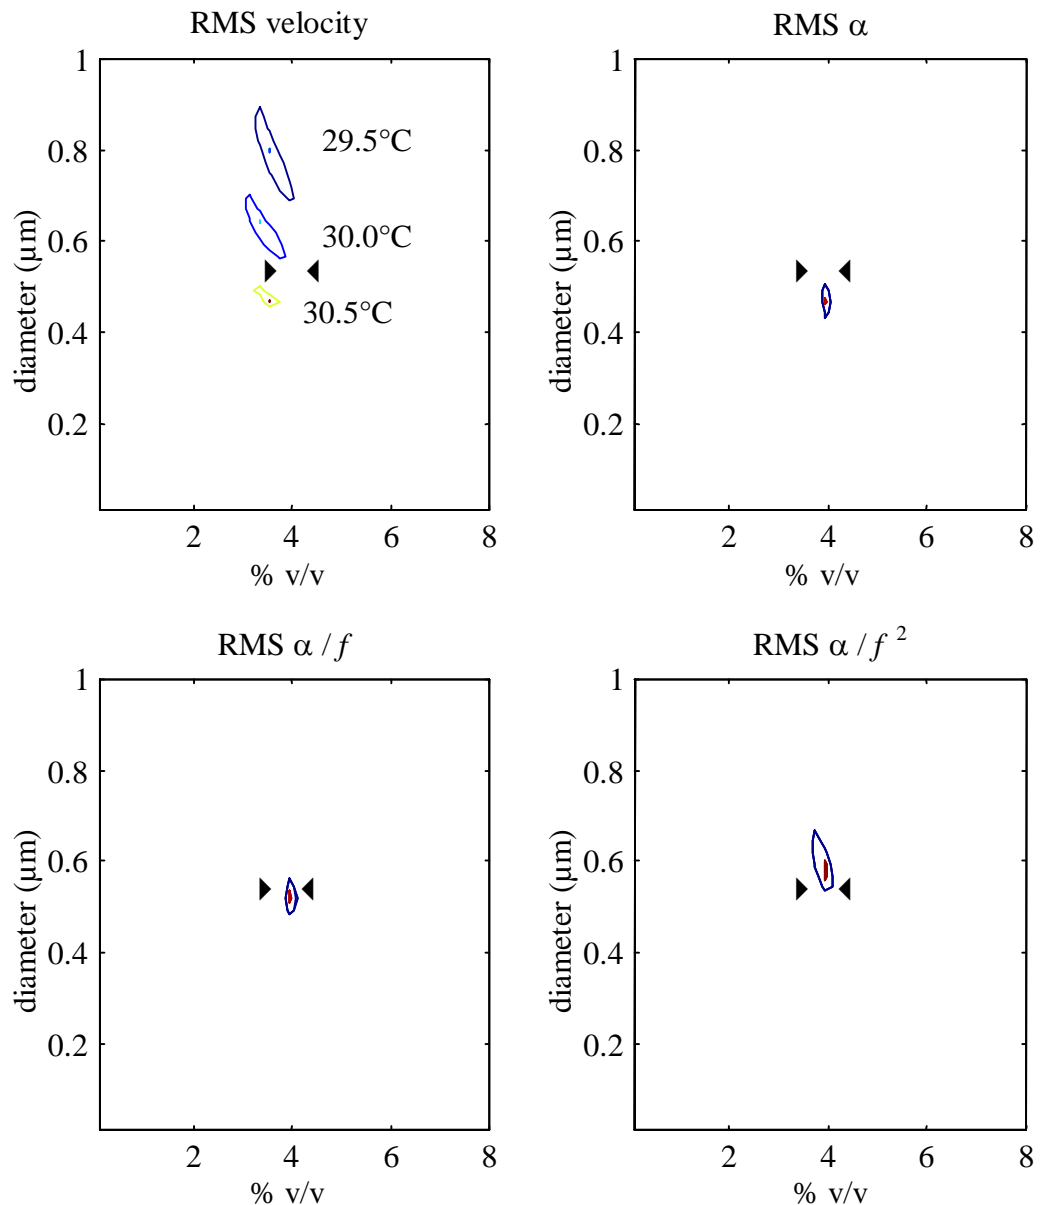 RMS velocity
1
0.8
0.6
0.4
0.2
diameter (μm)
29.5°C
30.0°C
30.5°C
2 4 6 8
% v/v
RMS α
1
0.8
0.6
0.4
0.2
diameter (μm)
2 4 6 8
% v/v
RMS α / f
1
0.8
0.6
0.4
0.2
diameter (μm)
2 4 6 8
% v/v
RMS α / f ²
1
0.8
0.6
0.4
0.2
diameter (μm)
2 4 6 8
% v/v